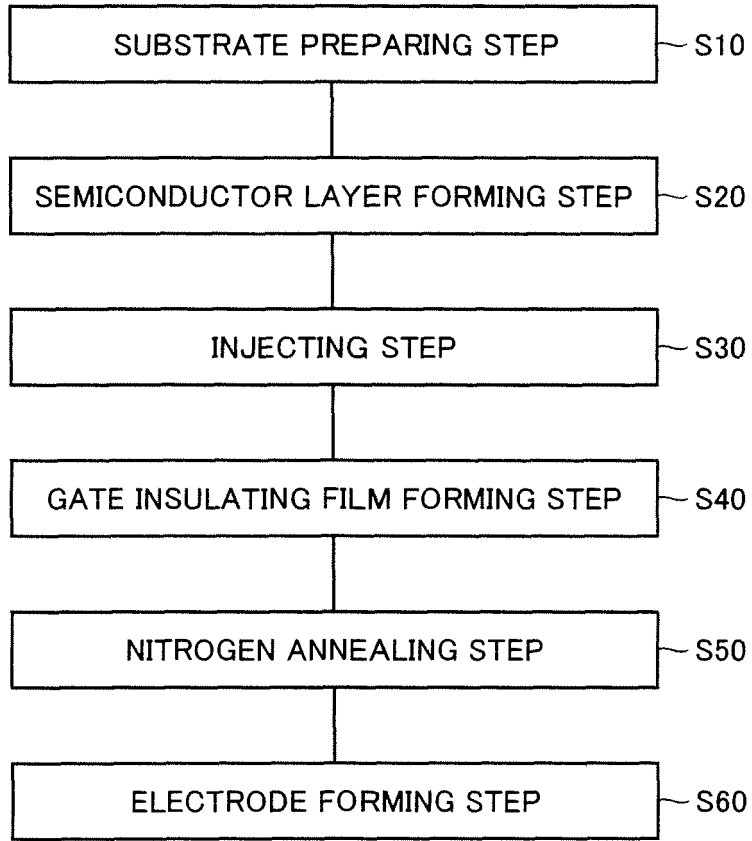 SUBSTRATE PREPARING STEP S10
SEMICONDUCTOR LAYER FORMING STEP S20
INJECTING STEP S30
GATE INSULATING FILM FORMING STEP S40
NITROGEN ANNEALING STEP S50
ELECTRODE FORMING STEP S60